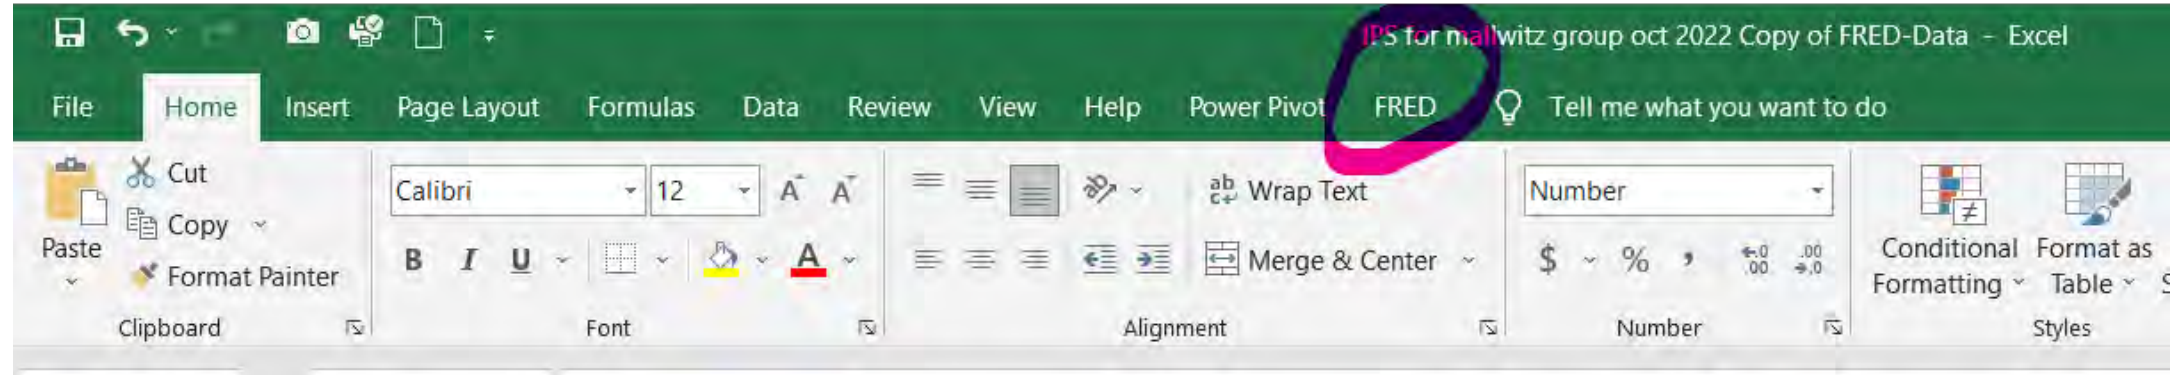 IPS for mallwitz group oct 2022 Copy of FRED-Data - Excel
File Home Insert Page Layout Formulas Data Review View Help Power Pivot FRED Tell me what you want to do
Cut
Calibri 12 A A ab Wrap Text Number
Copy
Paste
B I U A Merge & Center $ % , Conditional Format as
Format Painter
Formatting Table
Clipboard Font Alignment Number Styles